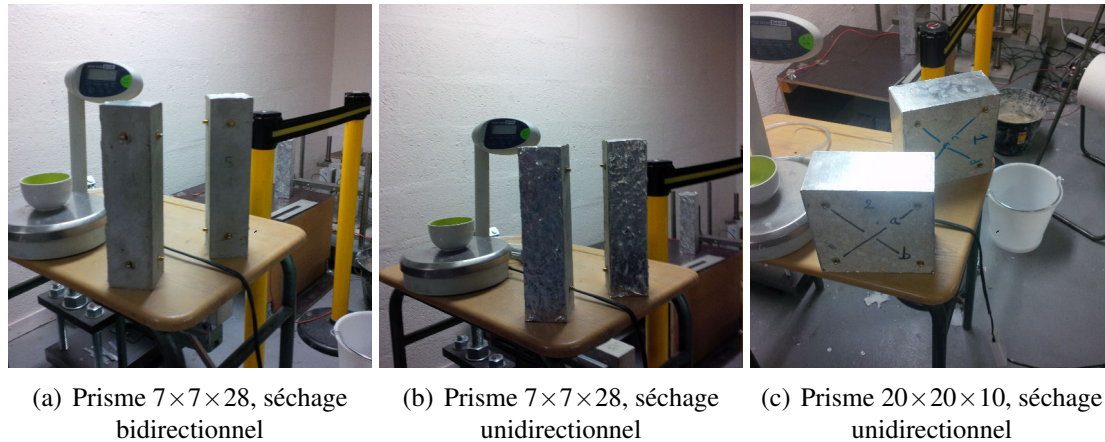 (a) Prisme 7×7×28, séchage
bidirectionnel
(b) Prisme 7×7×28, séchage
unidirectionnel
(c) Prisme 20×20×10, séchage
unidirectionnel